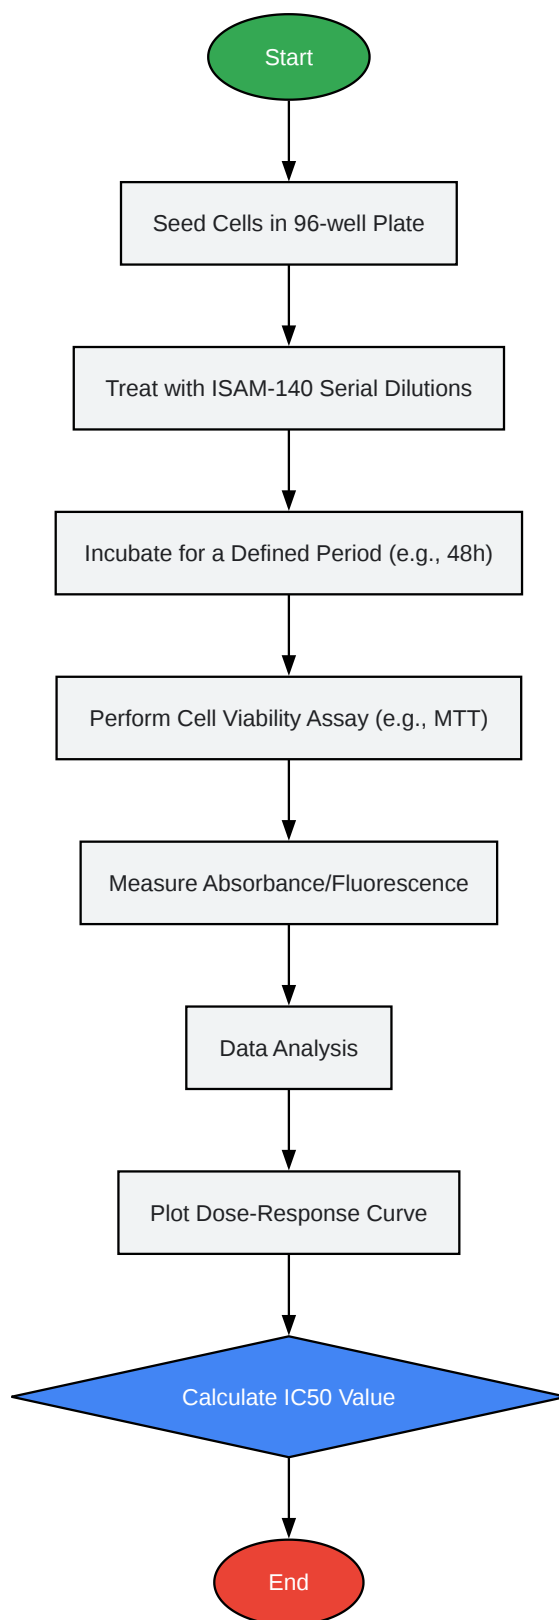 Start
Seed Cells in 96-well Plate
Treat with ISAM-140 Serial Dilutions
Incubate for a Defined Period (e.g., 48h)
Perform Cell Viability Assay (e.g., MTT)
Measure Absorbance/Fluorescence
Data Analysis
Plot Dose-Response Curve
Calculate IC50 Value
End